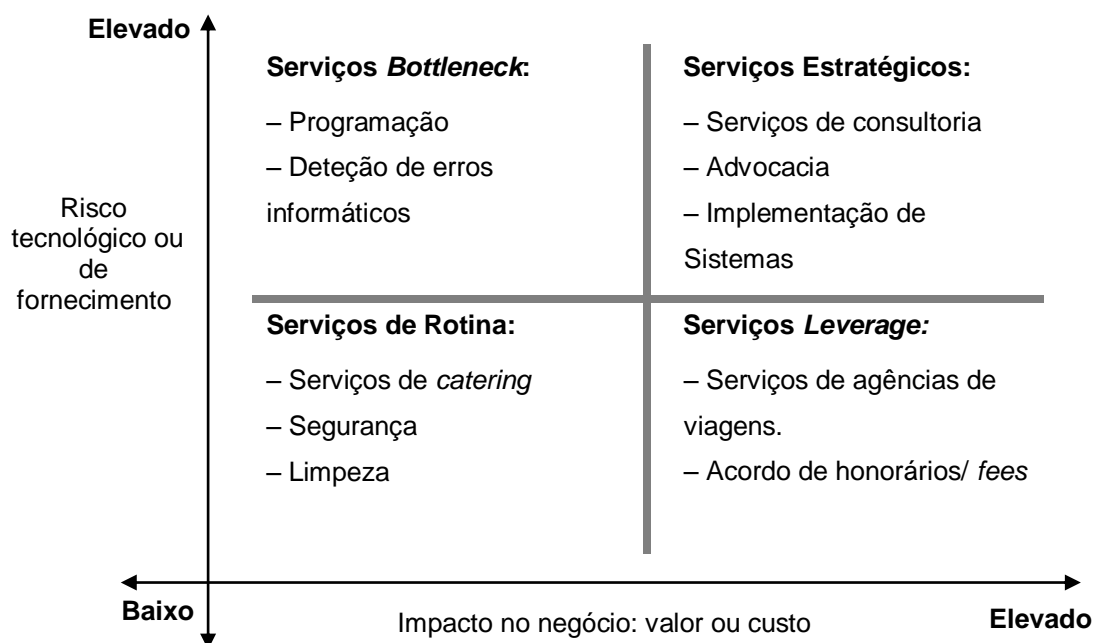 Elevado
Serviços Bottleneck:
– Programação
– Deteção de erros
informáticos
Serviços Estratégicos:
– Serviços de consultoria
– Advocacia
– Implementação de
Sistemas
Risco
tecnológico ou
de
fornecimento
Serviços de Rotina:
– Serviços de catering
– Segurança
– Limpeza
Serviços Leverage:
– Serviços de agências de
viagens.
– Acordo de honorários/ fees
Baixo
Impacto no negócio: valor ou custo
Elevado